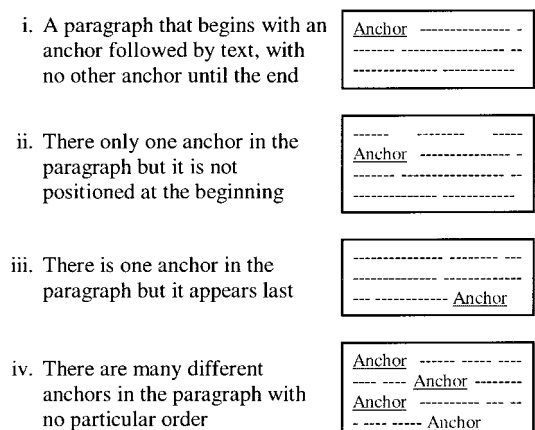 i. A paragraph that begins with an
anchor followed by text, with
no other anchor until the end
Anchor
ii. There only one anchor in the
paragraph but it is not
positioned at the beginning
Anchor
iii. There is one anchor in the
paragraph but it appears last
Anchor
iv. There are many different
anchors in the paragraph with
no particular order
Anchor
Anchor
Anchor
Anchor